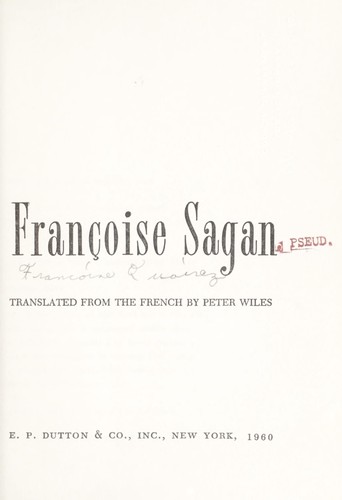 Françoise Sagan, PSEUD.
Françoise Quoirez
TRANSLATED FROM THE FRENCH BY PETER WILES
E. P. DUTTON & CO., INC., NEW YORK, 1960